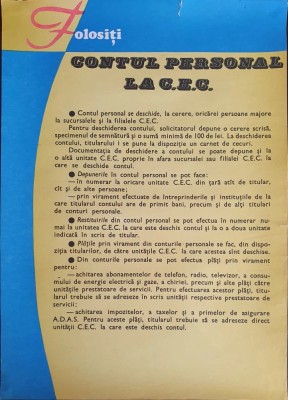 Folosiți
CONTUL PERSONAL
LA C.E.C.
● Contul personal se deschide, la cerere, oricărei persoane majore
la sucursalele și la filialele C.E.C.
Pentru deschiderea contului, solicitatorul depune o cerere scrisă,
specimenul de semnătură și o sumă minimă de 100 de lei. La deschiderea
contului, titularului i se pune la dispoziție un carnet de cecuri.
Documentația de deschidere a contului se poate depune și la
o altă unitate C.E.C. proprie în afara sucursalei sau filialei C.E.C. la
care se deschide contul.
● Depunerile în contul personal se pot face:
— în numerar la oricare unitate C.E.C. din țară atît de titular,
cît și de alte persoane;
— prin virament efectuate de întreprinderile și instituțiile de la
care titularul contului are de primit bani, precum și de alți titulari
de conturi personale.
● Restituirile din contul personal se pot efectua în numerar nu-
mai la unitatea C.E.C. la care este deschis contul și la o a doua unitate
indicată în scris de titular.
● Plățile prin virament din conturile personale se fac, din dispo-
ziția titularilor, de către unitățile C.E.C. la care acestea sînt deschise.
● Din conturile personale se pot efectua plăți prin virament
pentru:
— achitarea abonamentelor de telefon, radio, televizor, a consu-
mului de energie electrică și gaze, a chiriei, precum și alte plăți către
unitățile prestatoare de servicii. Pentru efectuarea acestor plăți, titu-
larul trebuie să se adreseze în scris unității respective prestatoare de
servicii;
— achitarea impozitelor, a taxelor și a primelor de asigurare
A.D.A.S. Pentru aceste plăți, titularul trebuie să se adreseze direct
unității C.E.C. la care este deschis contul.